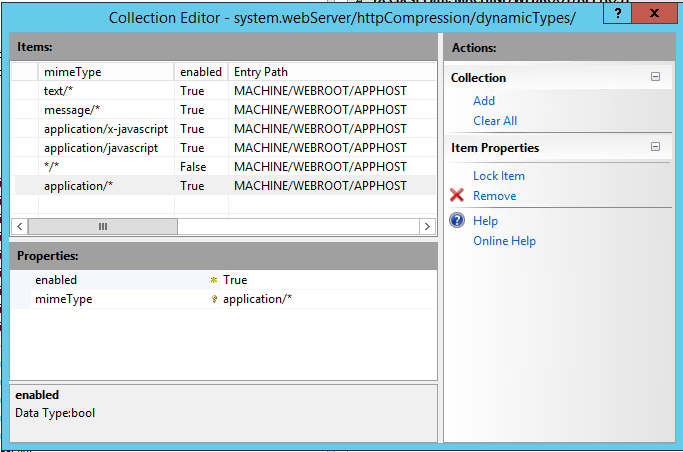 Collection Editor - system.webServer/httpCompression/dynamicTypes/ ? x
Items:
mimeType enabled Entry Path
text/* True MACHINE/WEBROOT/APPHOST
message/* True MACHINE/WEBROOT/APPHOST
application/x-javascript True MACHINE/WEBROOT/APPHOST
application/javascript True MACHINE/WEBROOT/APPHOST
*/* False MACHINE/WEBROOT/APPHOST
application/* True MACHINE/WEBROOT/APPHOST
Properties:
enabled True
mimeType application/*
enabled
Data Type:bool
Actions:
Collection
Add
Clear All
Item Properties
Lock Item
Remove
Help
Online Help